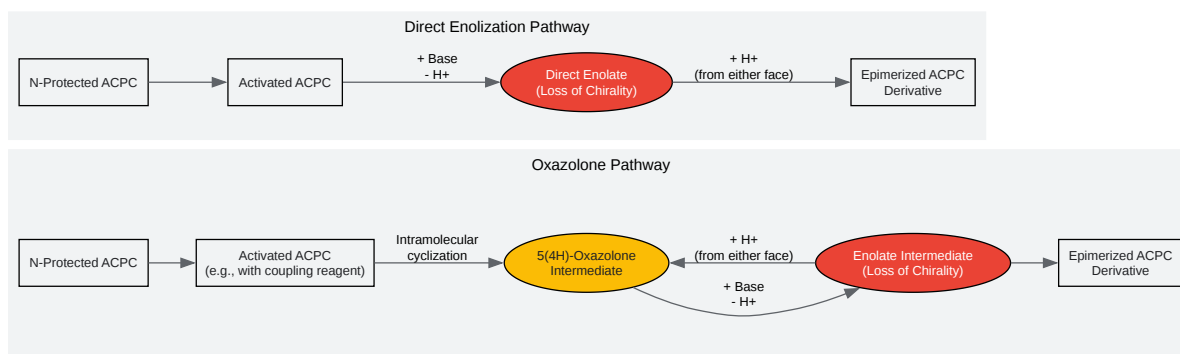 Direct Enolization Pathway
N-Protected ACPC
Activated ACPC
+ Base
- H+
Direct Enolate
(Loss of Chirality)
+ H+
(from either face)
Epimerized ACPC
Derivative
Oxazolone Pathway
N-Protected ACPC
Activated ACPC
(e.g., with coupling reagent)
Intramolecular
cyclization
5(4H)-Oxazolone
Intermediate
+ H+
(from either face)
+ Base
- H+
Enolate Intermediate
(Loss of Chirality)
Epimerized ACPC
Derivative